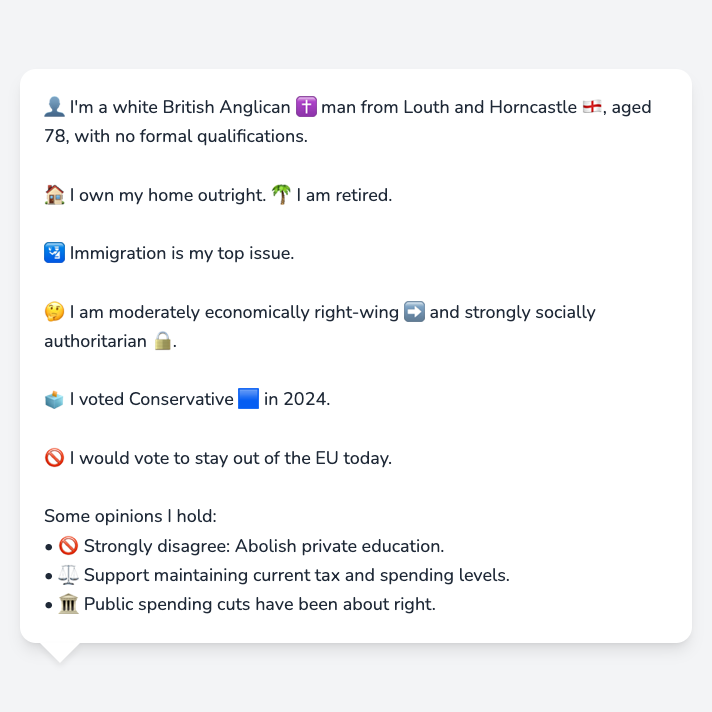 👤 I'm a white British Anglican ✝️ man from Louth and Horncastle 🏴󠁧󠁢󠁥󠁮󠁧󠁿, aged
78, with no formal qualifications.
🏠 I own my home outright. 🌴 I am retired.
🛂 Immigration is my top issue.
🤔 I am moderately economically right-wing ➡️ and strongly socially
authoritarian 🔒.
🗳️ I voted Conservative 🟦 in 2024.
🚫 I would vote to stay out of the EU today.
Some opinions I hold:
• 🚫 Strongly disagree: Abolish private education.
• ⚖️ Support maintaining current tax and spending levels.
• 🏛️ Public spending cuts have been about right.